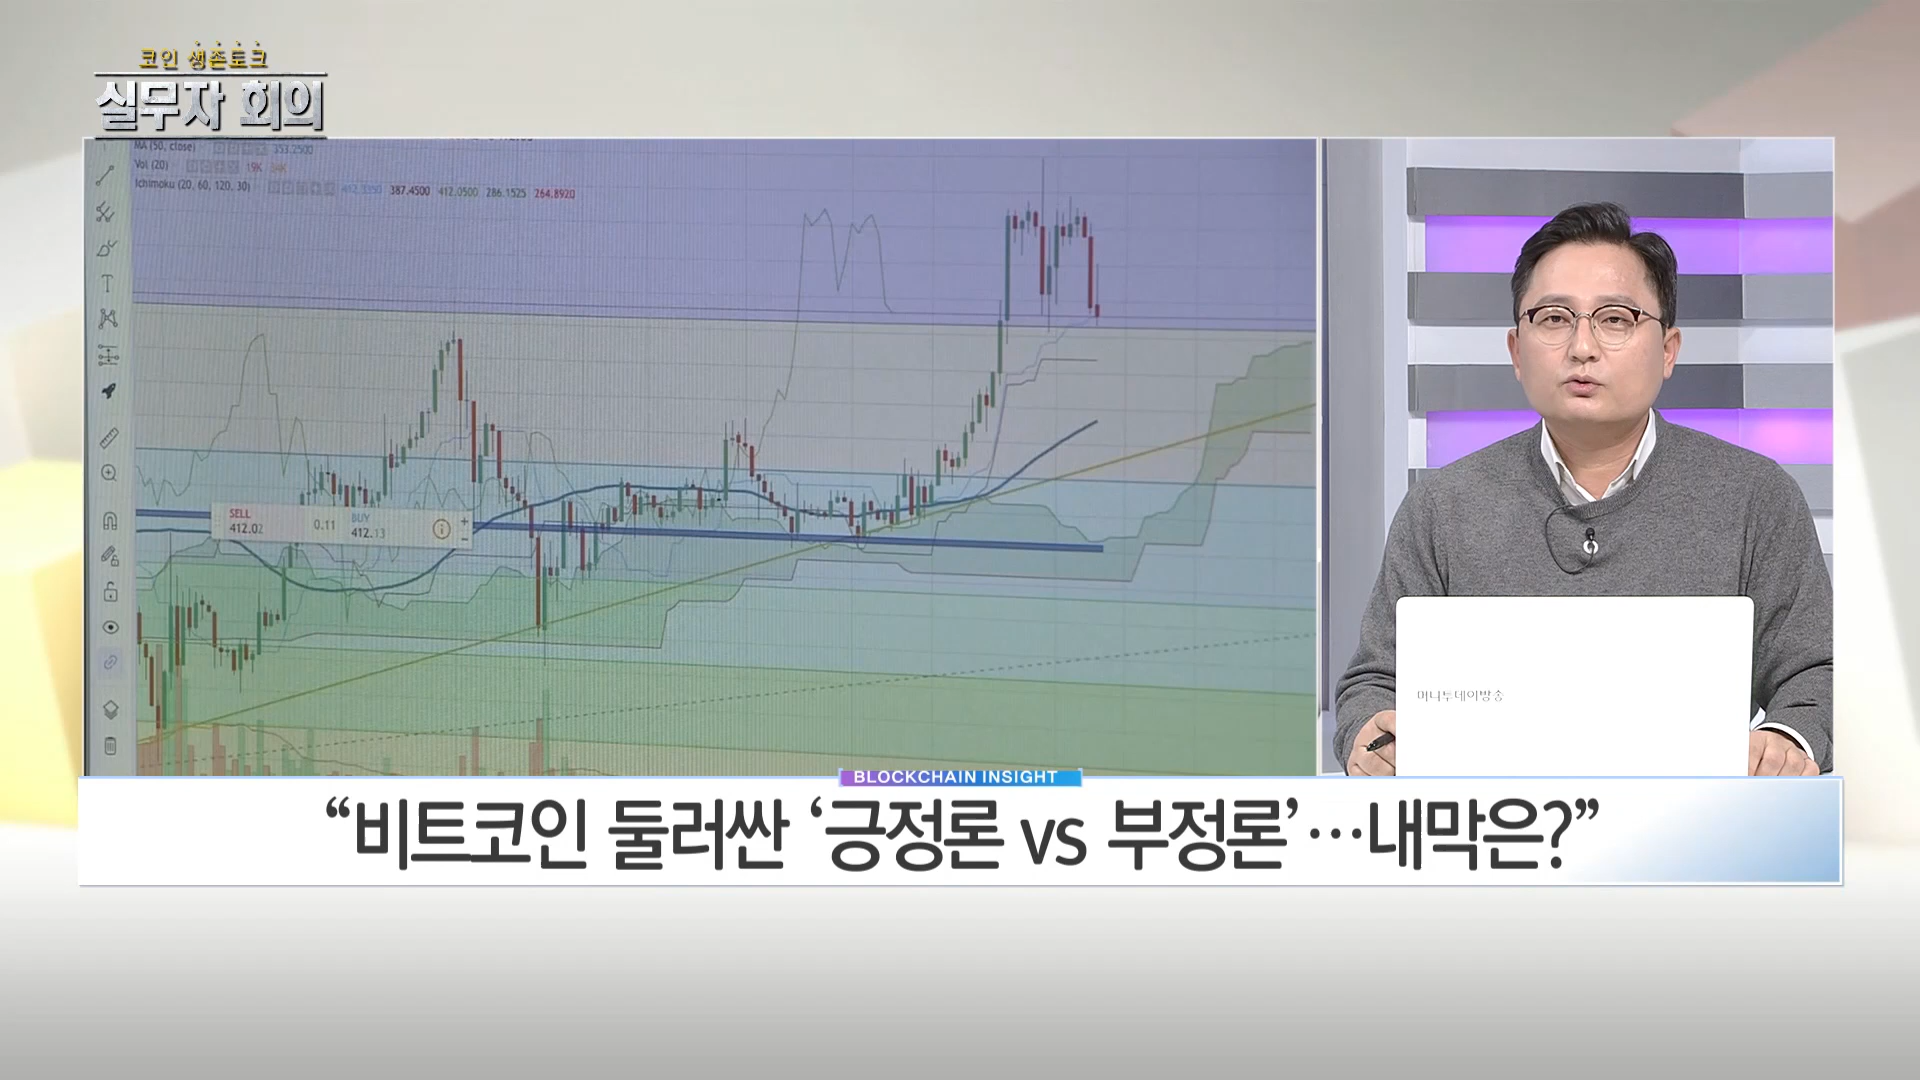 코인 생존토크
실무자 회의
MA (50, close) 353.2500
Vol (20) 19K
Ichimoku (20, 60, 120, 30) 387.4500 412.0500 286.1525 264.8920
SELL
412.02
0.11
BUY
412.13
머니투데이방송
BLOCKCHAIN INSIGHT
“비트코인 둘러싼 ‘긍정론 vs 부정론’…내막은?”